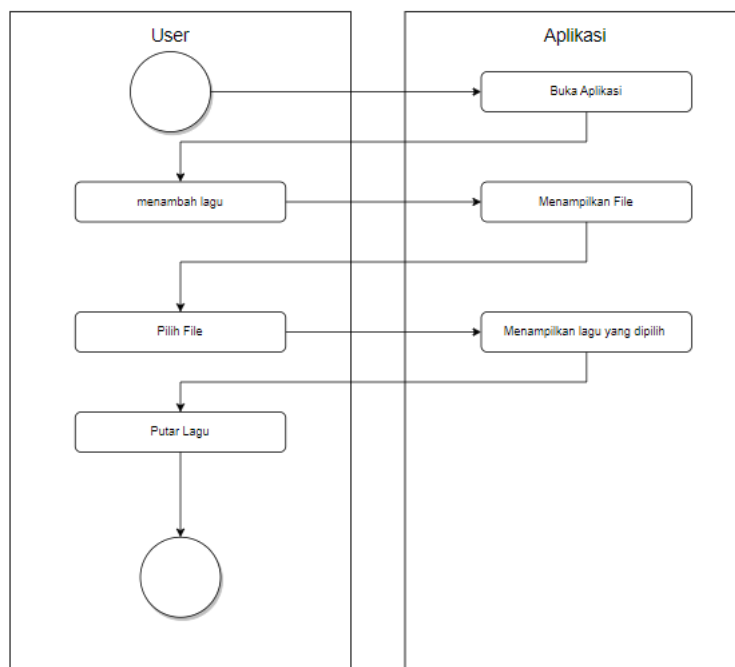 User
Aplikasi
Buka Aplikasi
menambah lagu
Menampilkan File
Pilih File
Menampilkan lagu yang dipilih
Putar Lagu